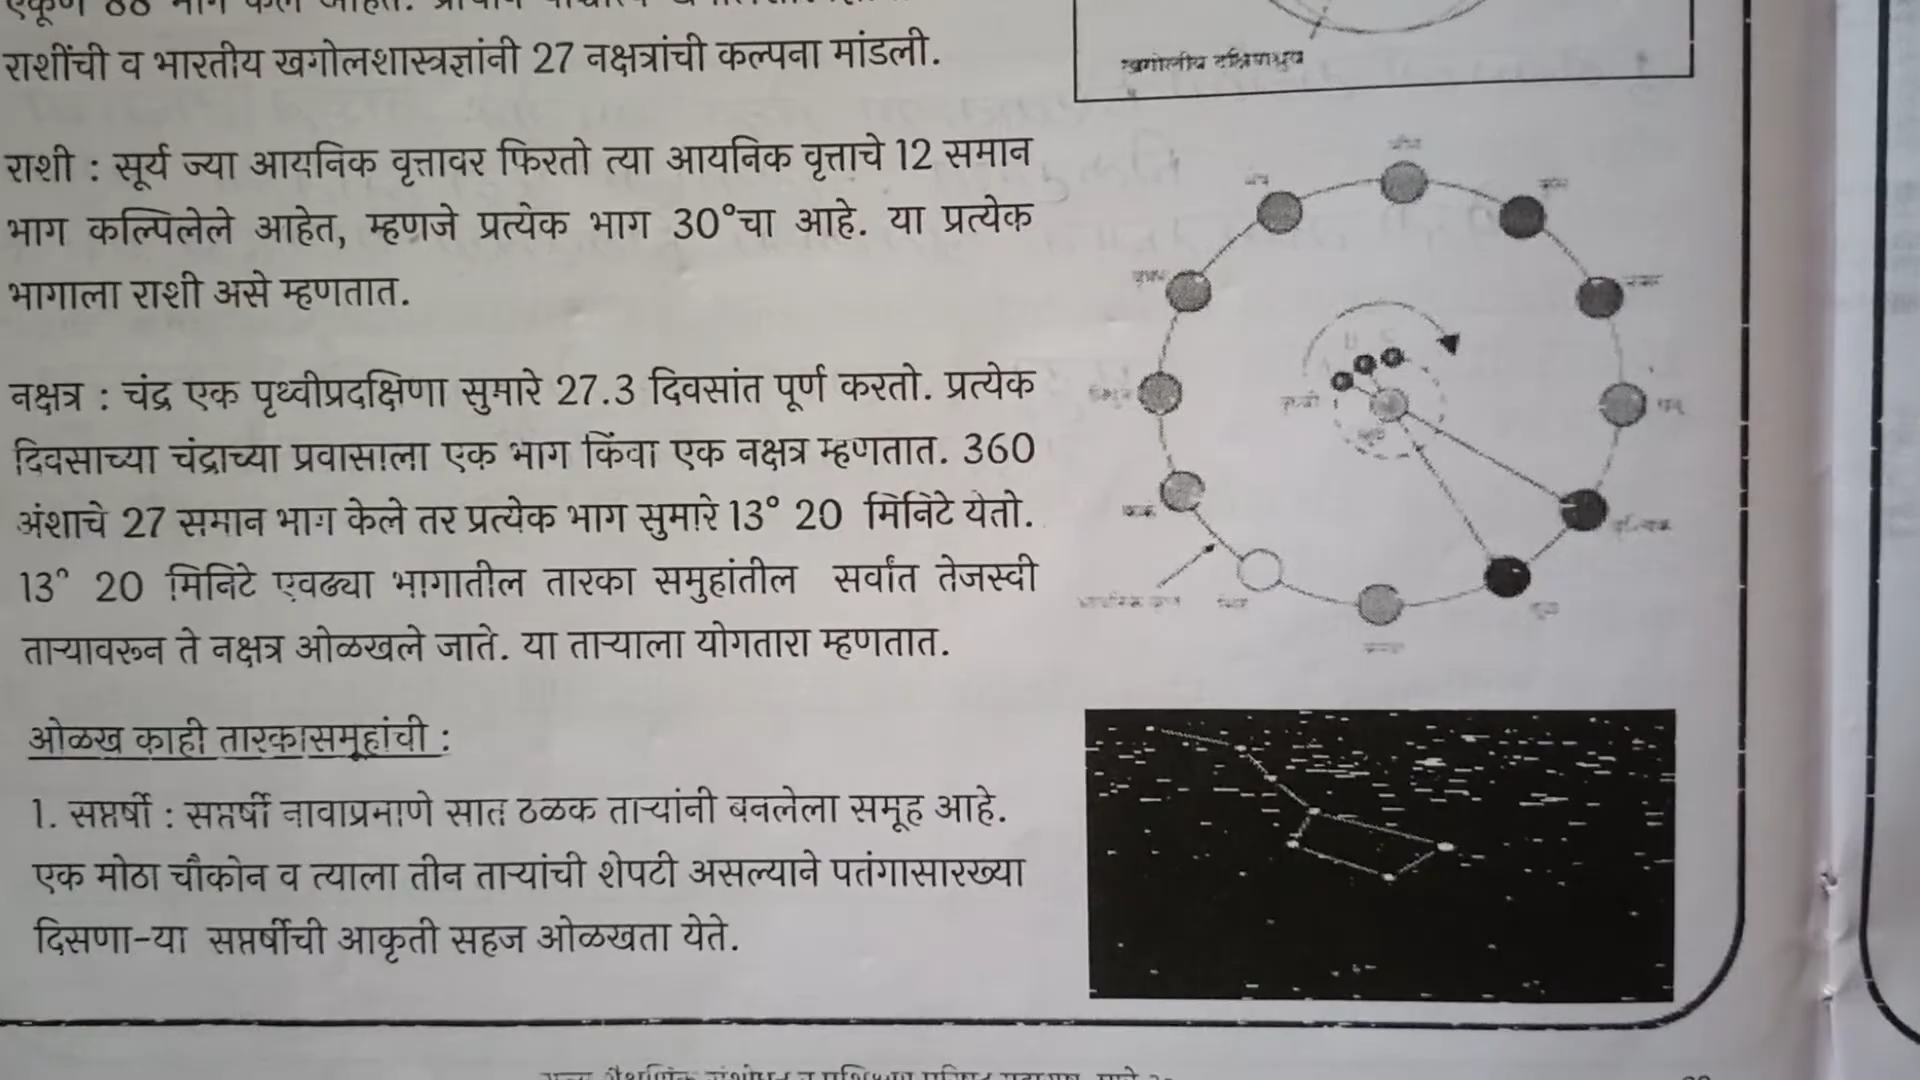 राशींची व भारतीय खगोलशास्त्रज्ञांनी 27 नक्षत्रांची कल्पना मांडली.
खगोलीय दक्षिणध्रुव
राशी : सूर्य ज्या आयनिक वृत्तावर फिरतो त्या आयनिक वृत्ताचे 12 समान
भाग कल्पिलेले आहेत, म्हणजे प्रत्येक भाग 30°चा आहे. या प्रत्येक
भागाला राशी असे म्हणतात.
नक्षत्र : चंद्र एक पृथ्वीप्रदक्षिणा सुमारे 27.3 दिवसांत पूर्ण करतो. प्रत्येक
दिवसाच्या चंद्राच्या प्रवासाला एक भाग किंवा एक नक्षत्र म्हणतात. 360
अंशाचे 27 समान भाग केले तर प्रत्येक भाग सुमारे 13° 20 मिनिटे येतो.
13° 20 मिनिटे एवढ्या भागातील तारका समुहांतील सर्वांत तेजस्वी
ताऱ्यावरून ते नक्षत्र ओळखले जाते. या ताऱ्याला योगतारा म्हणतात.
ओळख काही तारकासमूहांची :
1. सप्तर्षी : सप्तर्षी नावाप्रमाणे सात ठळक ताऱ्यांनी बनलेला समूह आहे.
एक मोठा चौकोन व त्याला तीन ताऱ्यांची शेपटी असल्याने पतंगासारख्या
दिसणा-या सप्तर्षीची आकृती सहज ओळखता येते.